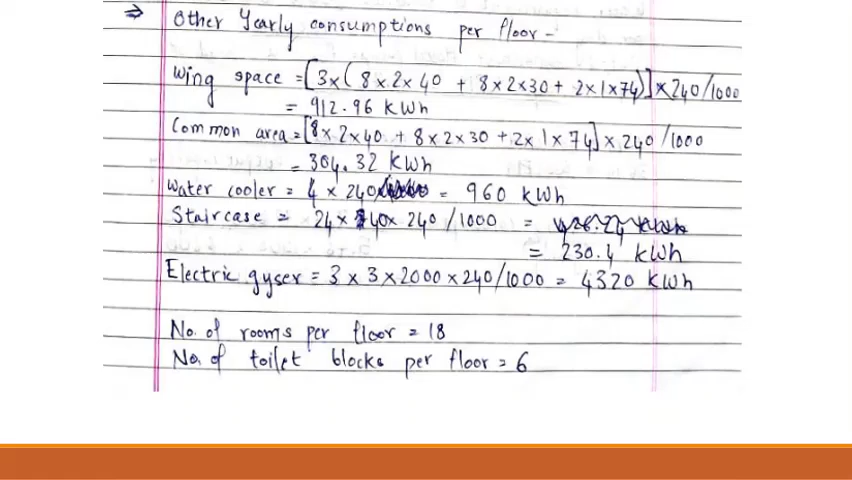 ⇒ Other Yearly consumptions per floor -
Wing space = [3×( 8×2×40 + 8×2×30 + 2×1×74)] × 240/1000
= 912.96 KWh
Common area = [8×2×40 + 8×2×30 + 2×1×74] × 240/1000
= 304.32 KWh
Water cooler = 4 × 240 = 960 KWh
Staircase = 24 × 40 × 240/1000 =
= 230.4 KWh
Electric gyser = 3 × 3 × 2000 × 240/1000 = 4320 KWh
No. of rooms per floor = 18
No. of toilet blocks per floor = 6